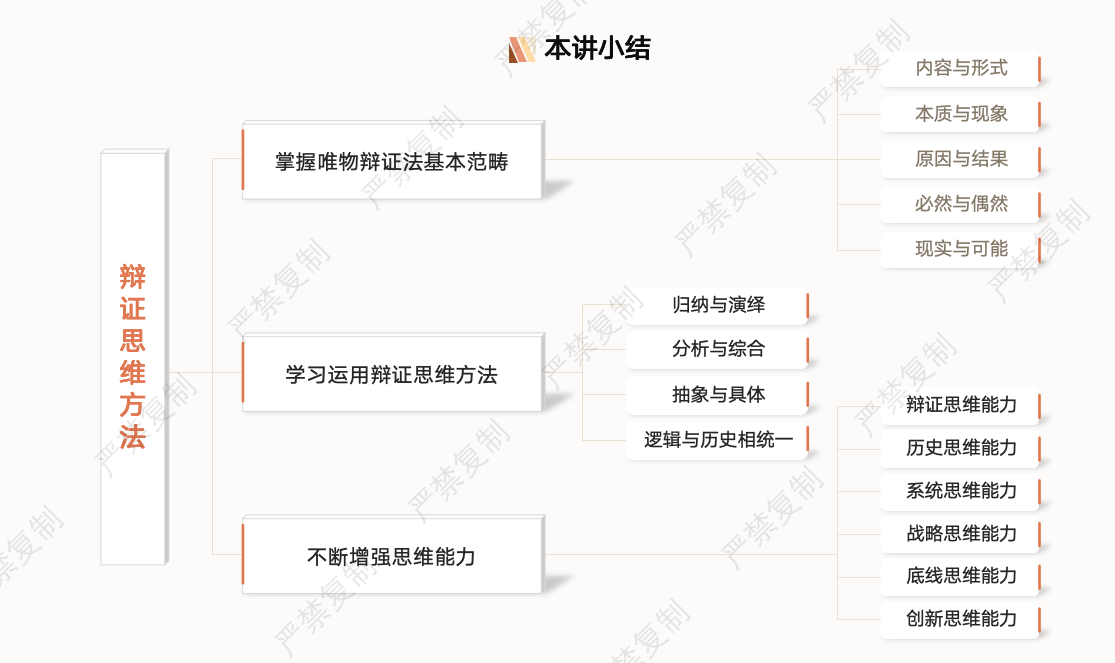 本讲小结
辩证思维方法
掌握唯物辩证法基本范畴
内容与形式
本质与现象
原因与结果
必然与偶然
现实与可能
学习运用辩证思维方法
归纳与演绎
分析与综合
抽象与具体
逻辑与历史相统一
不断增强思维能力
辩证思维能力
历史思维能力
系统思维能力
战略思维能力
底线思维能力
创新思维能力
严禁复制
严禁复制
严禁复制
严禁复制
严禁复制
严禁复制
严禁复制
严禁复制
严禁复制
严禁复制
严禁复制
严禁复制
严禁复制
严禁复制